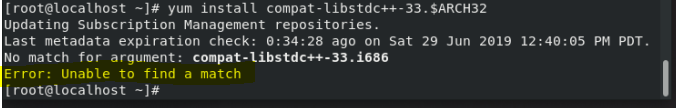 [root@localhost ~]# yum install compat-libstdc++-33.$ARCH32
Updating Subscription Management repositories.
Last metadata expiration check: 0:34:28 ago on Sat 29 Jun 2019 12:40:05 PM PDT.
No match for argument: compat-libstdc++-33.i686
Error: Unable to find a match
[root@localhost ~]#